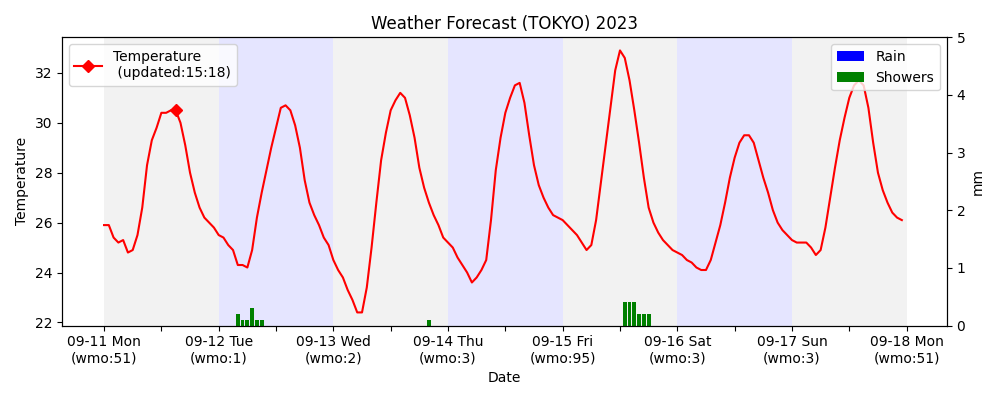 Weather Forecast (TOKYO) 2023
Temperature
(updated:15:18)
Rain
Showers
Temperature
32
30
28
26
24
22
5
4
3
2
1
0
mm
09-11 Mon
(wmo:51)
09-12 Tue
(wmo:1)
09-13 Wed
(wmo:2)
09-14 Thu
(wmo:3)
09-15 Fri
(wmo:95)
09-16 Sat
(wmo:3)
09-17 Sun
(wmo:3)
09-18 Mon
(wmo:51)
Date